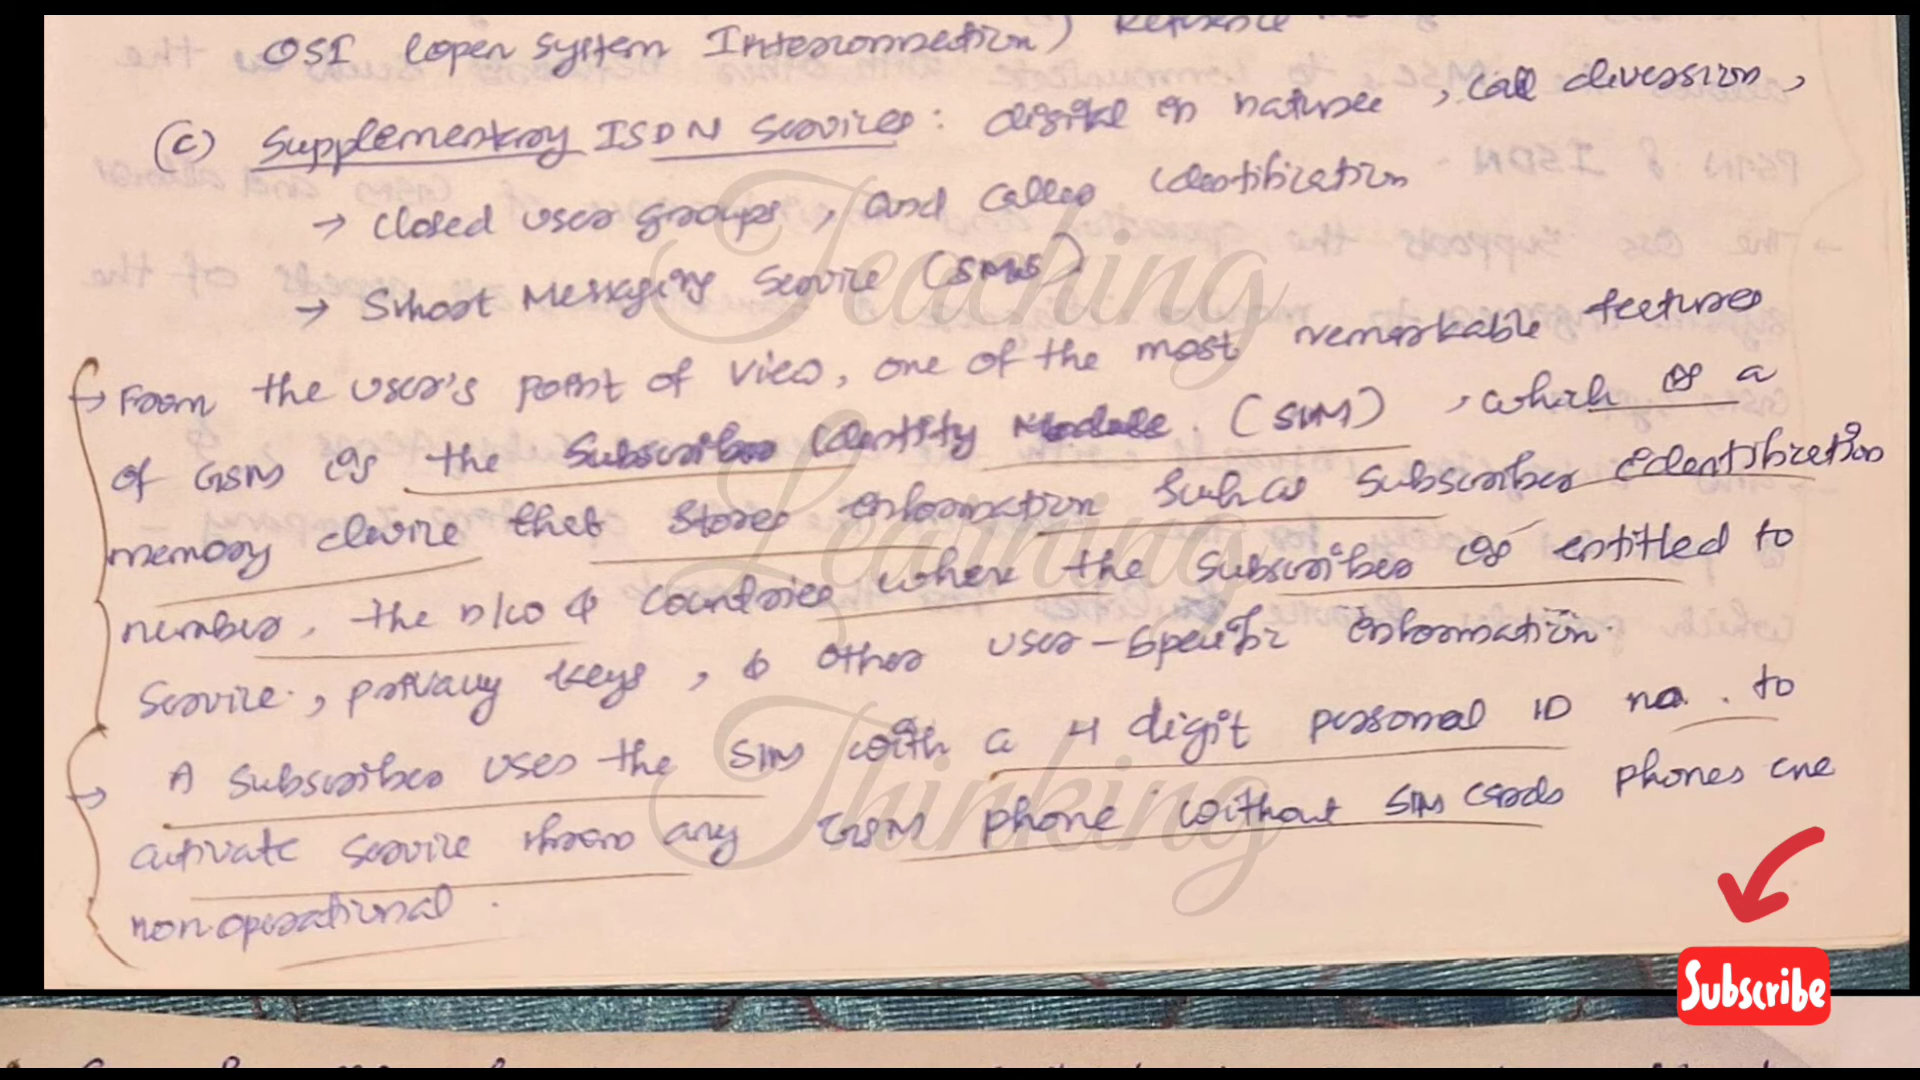 OSI (open system Interconnection) Reference
(c) Supplementary ISDN Services: digital in nature, call diversion,
→ closed user groups, and caller identification
→ Short Messaging Service (SMS)
→ From the user's point of view, one of the most remarkable features
of GSM is the Subscriber Identity Module (SIM), which is a
memory device that stores information such as subscriber identification
number, the n/w & countries where the subscriber is entitled to
service, privacy keys, & other user-specific information.
→ A subscriber uses the SIM with a 4 digit personal ID no. to
activate service from any GSM phone without SIM cards phones are
non-operational.
Teaching
Learning
Thinking
Subscribe